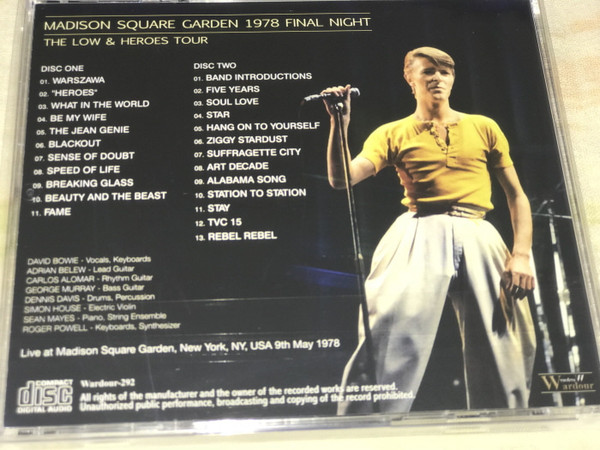 MADISON SQUARE GARDEN 1978 FINAL NIGHT
THE LOW & HEROES TOUR
DISC ONE
01. WARSZAWA
02. "HEROES"
03. WHAT IN THE WORLD
04. BE MY WIFE
05. THE JEAN GENIE
06. BLACKOUT
07. SENSE OF DOUBT
08. SPEED OF LIFE
09. BREAKING GLASS
10. BEAUTY AND THE BEAST
11. FAME
DISC TWO
01. BAND INTRODUCTIONS
02. FIVE YEARS
03. SOUL LOVE
04. STAR
05. HANG ON TO YOURSELF
06. ZIGGY STARDUST
07. SUFFRAGETTE CITY
08. ART DECADE
09. ALABAMA SONG
10. STATION TO STATION
11. STAY
12. TVC 15
13. REBEL REBEL
DAVID BOWIE - Vocals, Keyboards
ADRIAN BELEW - Lead Guitar
CARLOS ALOMAR - Rhythm Guitar
GEORGE MURRAY - Bass Guitar
DENNIS DAVIS - Drums, Percussion
SIMON HOUSE - Electric Violin
SEAN MAYES - Piano, String Ensemble
ROGER POWELL - Keyboards, Synthesizer
Live at Madison Square Garden, New York, NY, USA 9th May 1978
COMPACT
disc
DIGITAL AUDIO
Wardour-292
All rights of the manufacturer and the owner of the recorded works are reserved.
Unauthorized public performance, broadcasting and copying of the record prohibited.
Wardour